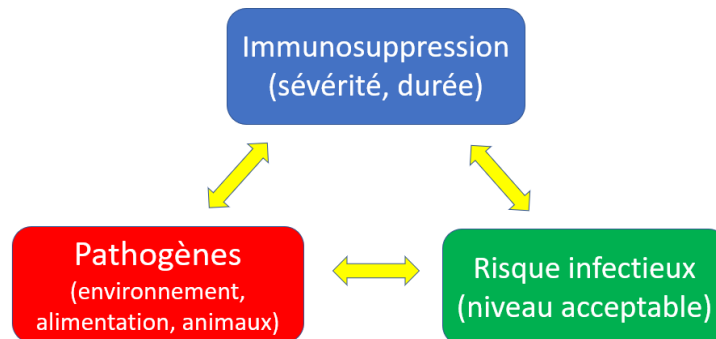 Immunosuppression
(sévérité, durée)
Pathogènes
(environnement,
alimentation, animaux)
Risque infectieux
(niveau acceptable)